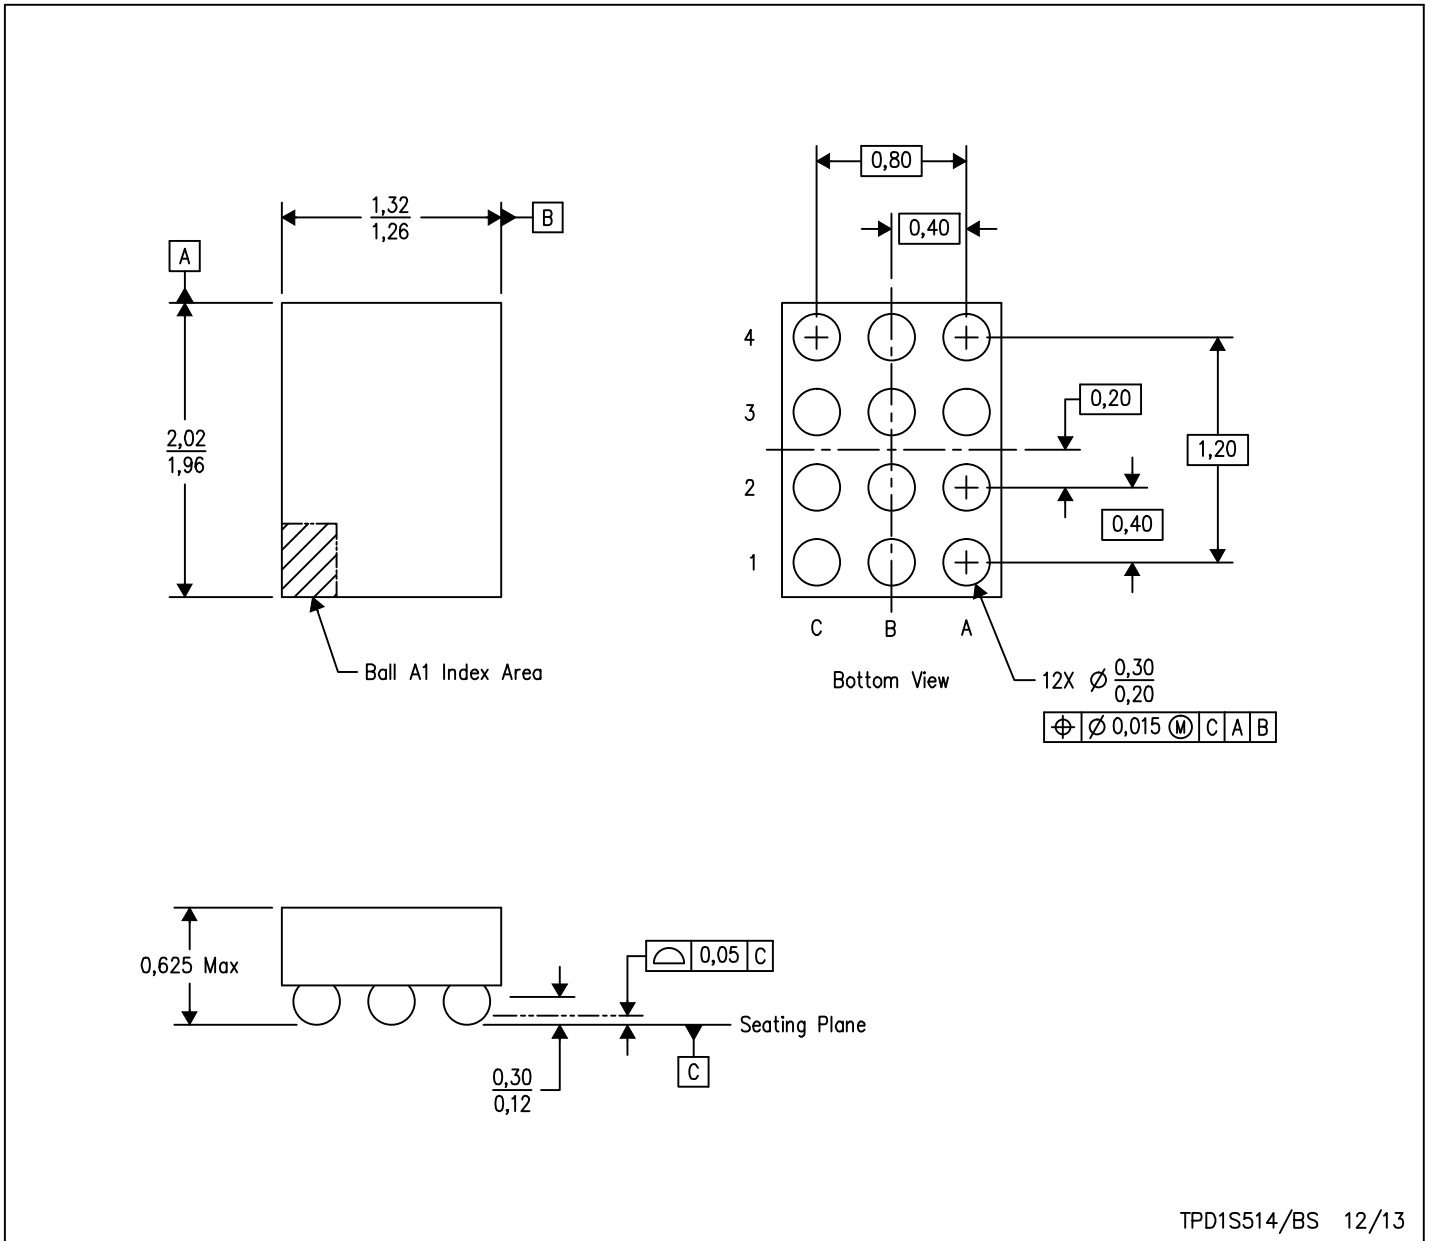 0,80
1,32
1,26
B
0,40
A
4
0,20
3
2,02
1,96
1,20
2
0,40
1
C B A
Ball A1 Index Area
Bottom View
12X Ø 0,30
0,20
⌖ Ø 0,015 Ⓜ C A B
0,625 Max
⌓ 0,05 C
Seating Plane
C
0,30
0,12
TPD1S514/BS 12/13